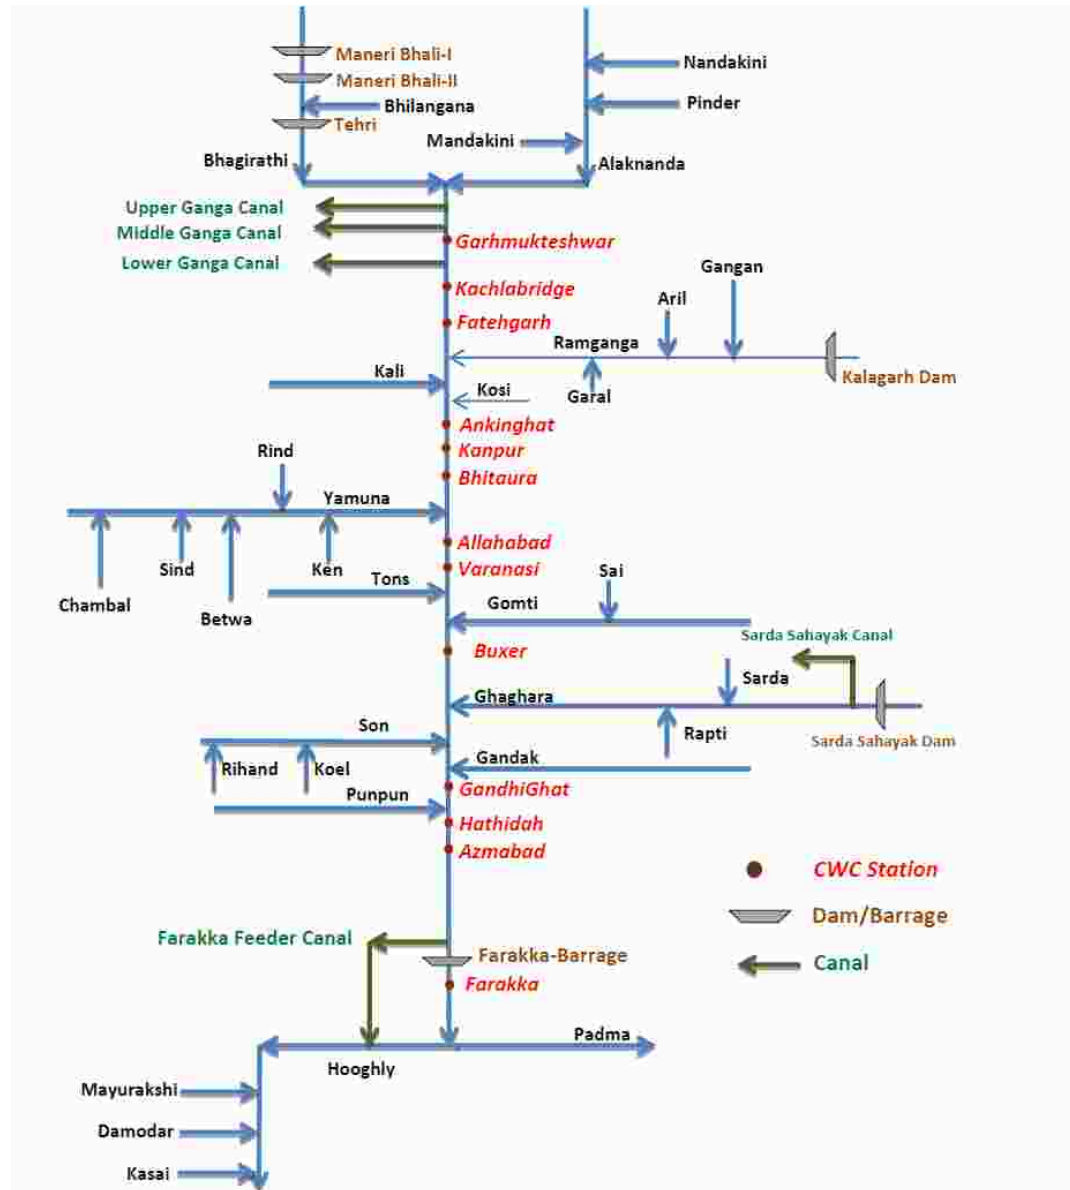 Maneri Bhali-I
Nandakini
Maneri Bhali-II
Bhilangana
Pinder
Tehri
Mandakini
Bhagirathi
Alaknanda
Upper Ganga Canal
Middle Ganga Canal
Garhmukteshwar
Lower Ganga Canal
Gangan
Kachlabridge
Aril
Fatehgarh
Ramganga
Kali
Kalagarh Dam
Kosi
Garal
Ankinghat
Rind
Kanpur
Bhitaura
Yamuna
Allahabad
Sind
Ken
Varanasi
Sai
Tons
Chambal
Gomti
Betwa
Sarda Sahayak Canal
Buxer
Sarda
Ghaghara
Son
Rapti
Sarda Sahayak Dam
Gandak
Rihand
Koel
GandhiGhat
Punpun
Hathidah
Azmabad
CWC Station
Dam/Barrage
Farakka Feeder Canal
Farakka-Barrage
Canal
Farakka
Padma
Hooghly
Mayurakshi
Damodar
Kasai